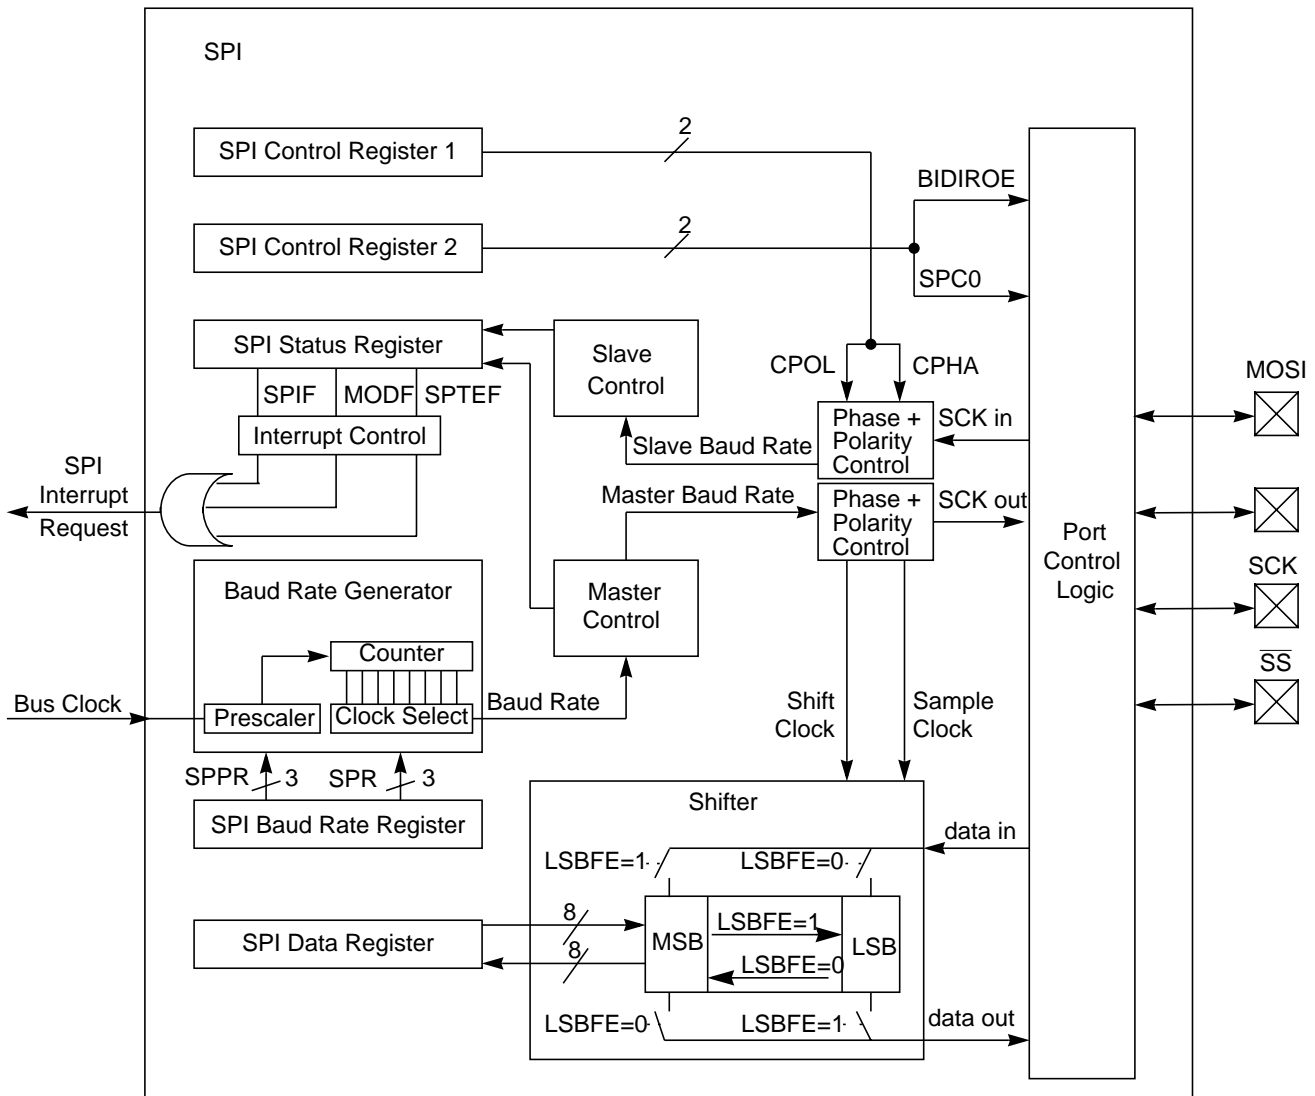 SPI
SPI Control Register 1
2
BIDIROE
SPI Control Register 2
2
SPC0
SPI Status Register
Slave
Control
CPOL
CPHA
MOSI
SPIF
MODF
SPTEF
Interrupt Control
Phase +
Polarity
Control
SCK in
Slave Baud Rate
SPI
Interrupt
Request
Master Baud Rate
Phase +
Polarity
Control
SCK out
Port
Control
Logic
SCK
Baud Rate Generator
Master
Control
Counter
SS
Bus Clock
Prescaler
Clock Select
Baud Rate
Shift
Clock
Sample
Clock
SPPR
3
SPR
3
SPI Baud Rate Register
Shifter
data in
LSBFE=1
LSBFE=0
8
SPI Data Register
8
MSB
LSBFE=1
LSBFE=0
LSB
LSBFE=0
LSBFE=1
data out